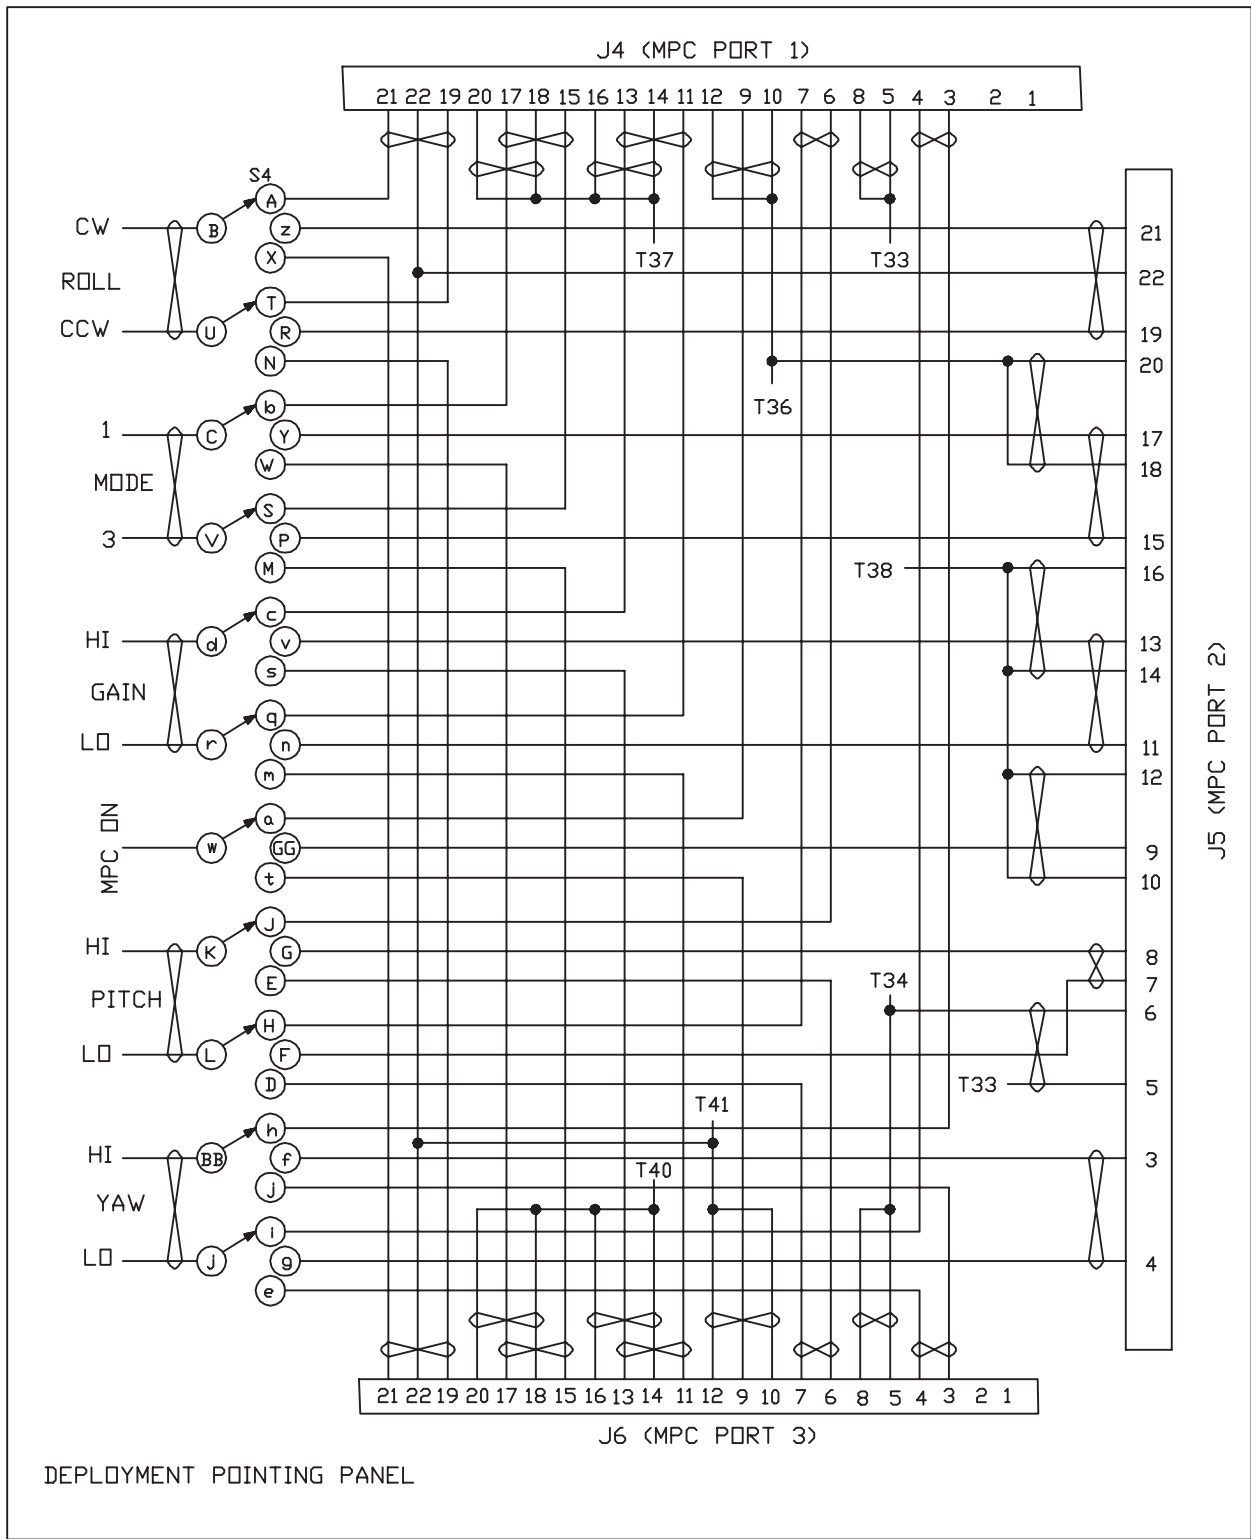 J4 (MPC PORT 1)
21 22 19 20 17 18 15 16 13 14 11 12 9 10 7 6 8 5 4 3 2 1
S4
A
CW B z 21
X
T37 T33
ROLL 22
T
CCW U R 19
N 20
T36
b
1 C Y 17
W 18
MODE
S
3 V P 15
M T38 16
c
HI d v 13
s 14
GAIN
q
LO r n 11
m 12
a
MPC ON w GG 9
t 10
J5 (MPC PORT 2)
J
HI K G 8
E T34 7
PITCH 6
H
LO L F
D T33 5
T41
h
HI BB f 3
T40
j
YAW
i
LO j g 4
e
21 22 19 20 17 18 15 16 13 14 11 12 9 10 7 6 8 5 4 3 2 1
J6 (MPC PORT 3)
DEPLOYMENT POINTING PANEL